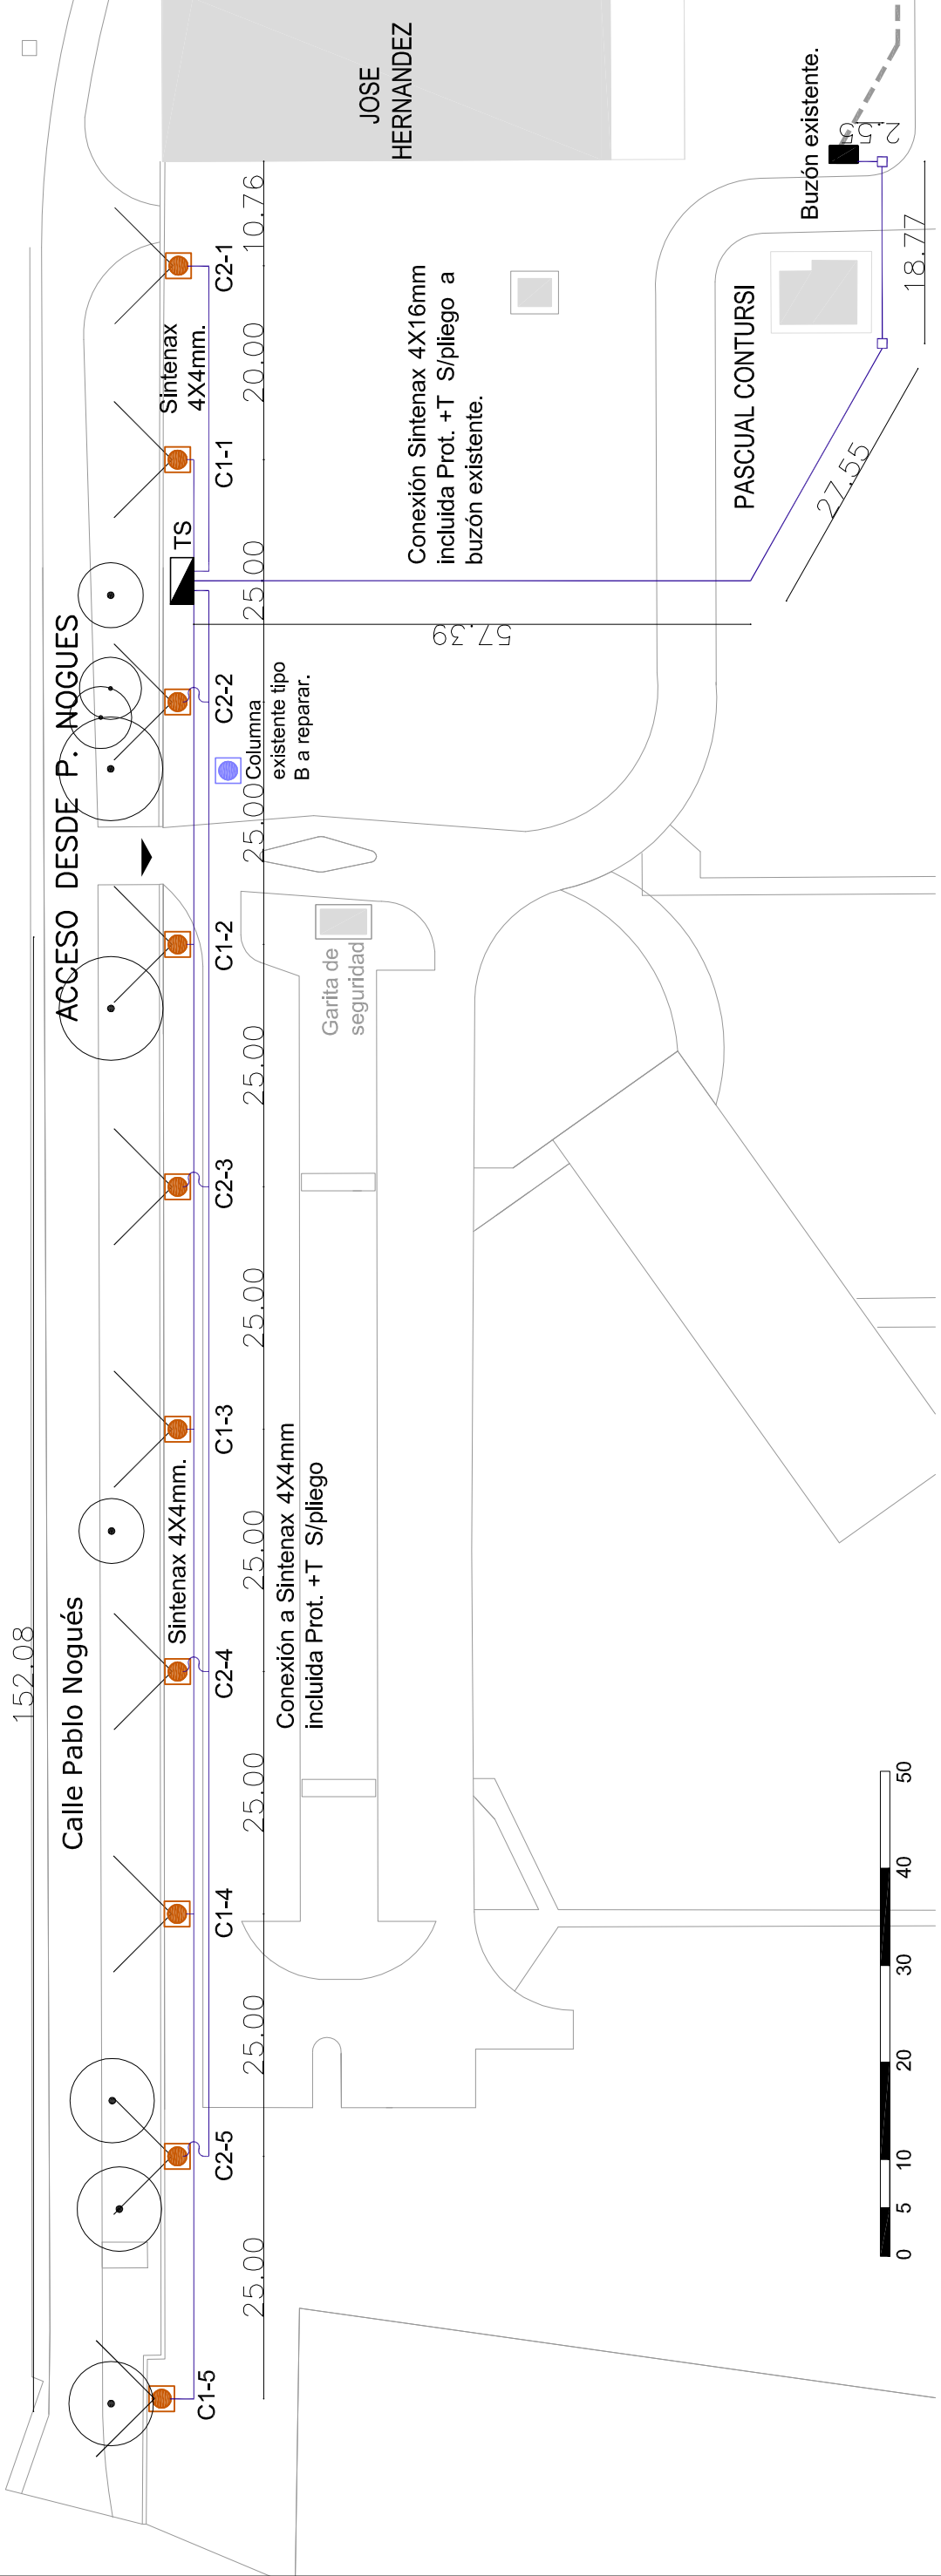 JOSE
HERNANDEZ
Buzón existente.
2.55
10.76
C2-1
18.77
Sintenax
4X4mm.
20.00
Conexión Sintenax 4X16mm
incluida Prot. +T S/pliego a
buzón existente.
PASCUAL CONTURSI
C1-1
27.55
TS
25.00
57.39
ACCESO DESDE P. NOGUES
C2-2
Columna
existente tipo
B a reparar.
25.00
C1-2
Garita de
seguridad
25.00
C2-3
25.00
C1-3
Sintenax 4X4mm.
Conexión a Sintenax 4X4mm
incluida Prot. +T S/pliego
25.00
152.08
Calle Pablo Nogués
C2-4
25.00
C1-4
25.00
C2-5
25.00
C1-5
0 5 10 20 30 40 50